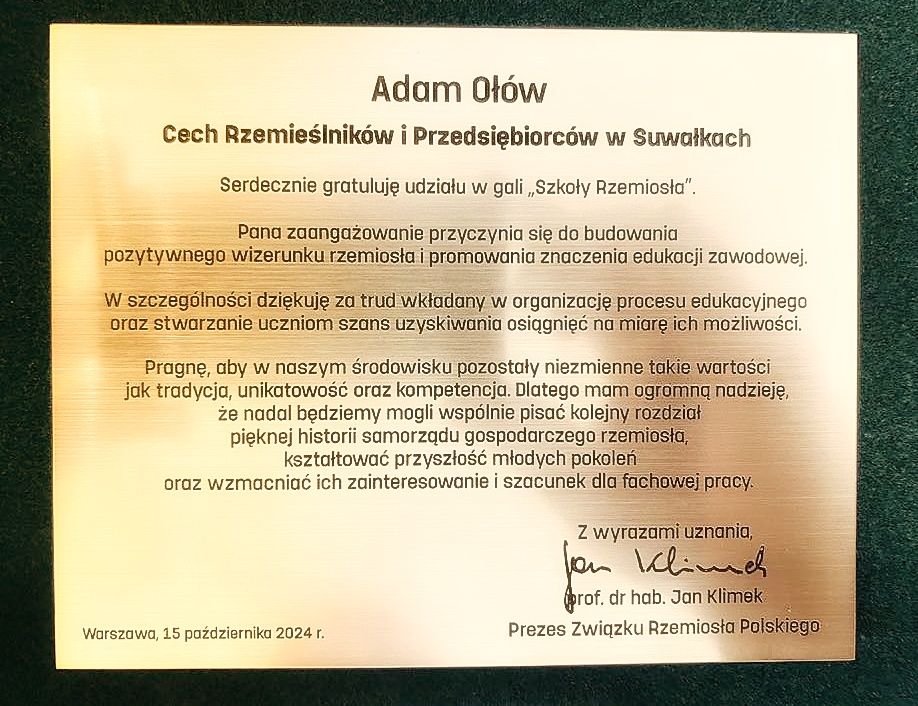 Adam Ołów
Cech Rzemieślników i Przedsiębiorców w Suwałkach
Serdecznie gratuluję udziału w gali „Szkoły Rzemiosła”.
Pana zaangażowanie przyczynia się do budowania
pozytywnego wizerunku rzemiosła i promowania znaczenia edukacji zawodowej.
W szczególności dziękuję za trud wkładany w organizację procesu edukacyjnego
oraz stwarzanie uczniom szans uzyskiwania osiągnięć na miarę ich możliwości.
Pragnę, aby w naszym środowisku pozostały niezmienne takie wartości
jak tradycja, unikatowość oraz kompetencja. Dlatego mam ogromną nadzieję,
że nadal będziemy mogli wspólnie pisać kolejny rozdział
pięknej historii samorządu gospodarczego rzemiosła,
kształtować przyszłość młodych pokoleń
oraz wzmacniać ich zainteresowanie i szacunek dla fachowej pracy.
Z wyrazami uznania,
Jan Klimek
prof. dr hab. Jan Klimek
Prezes Związku Rzemiosła Polskiego
Warszawa, 15 października 2024 r.